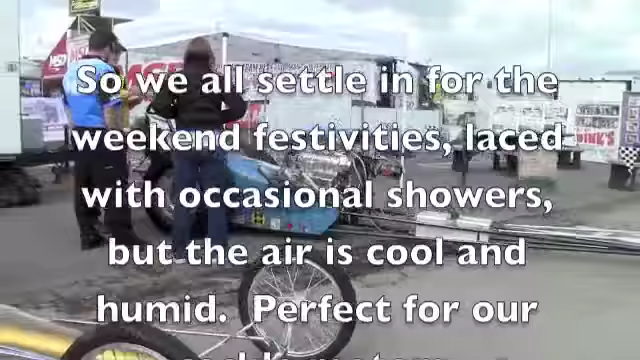 So we all settle in for the
weekend festivities, laced
with occasional showers,
but the air is cool and
humid.  Perfect for our